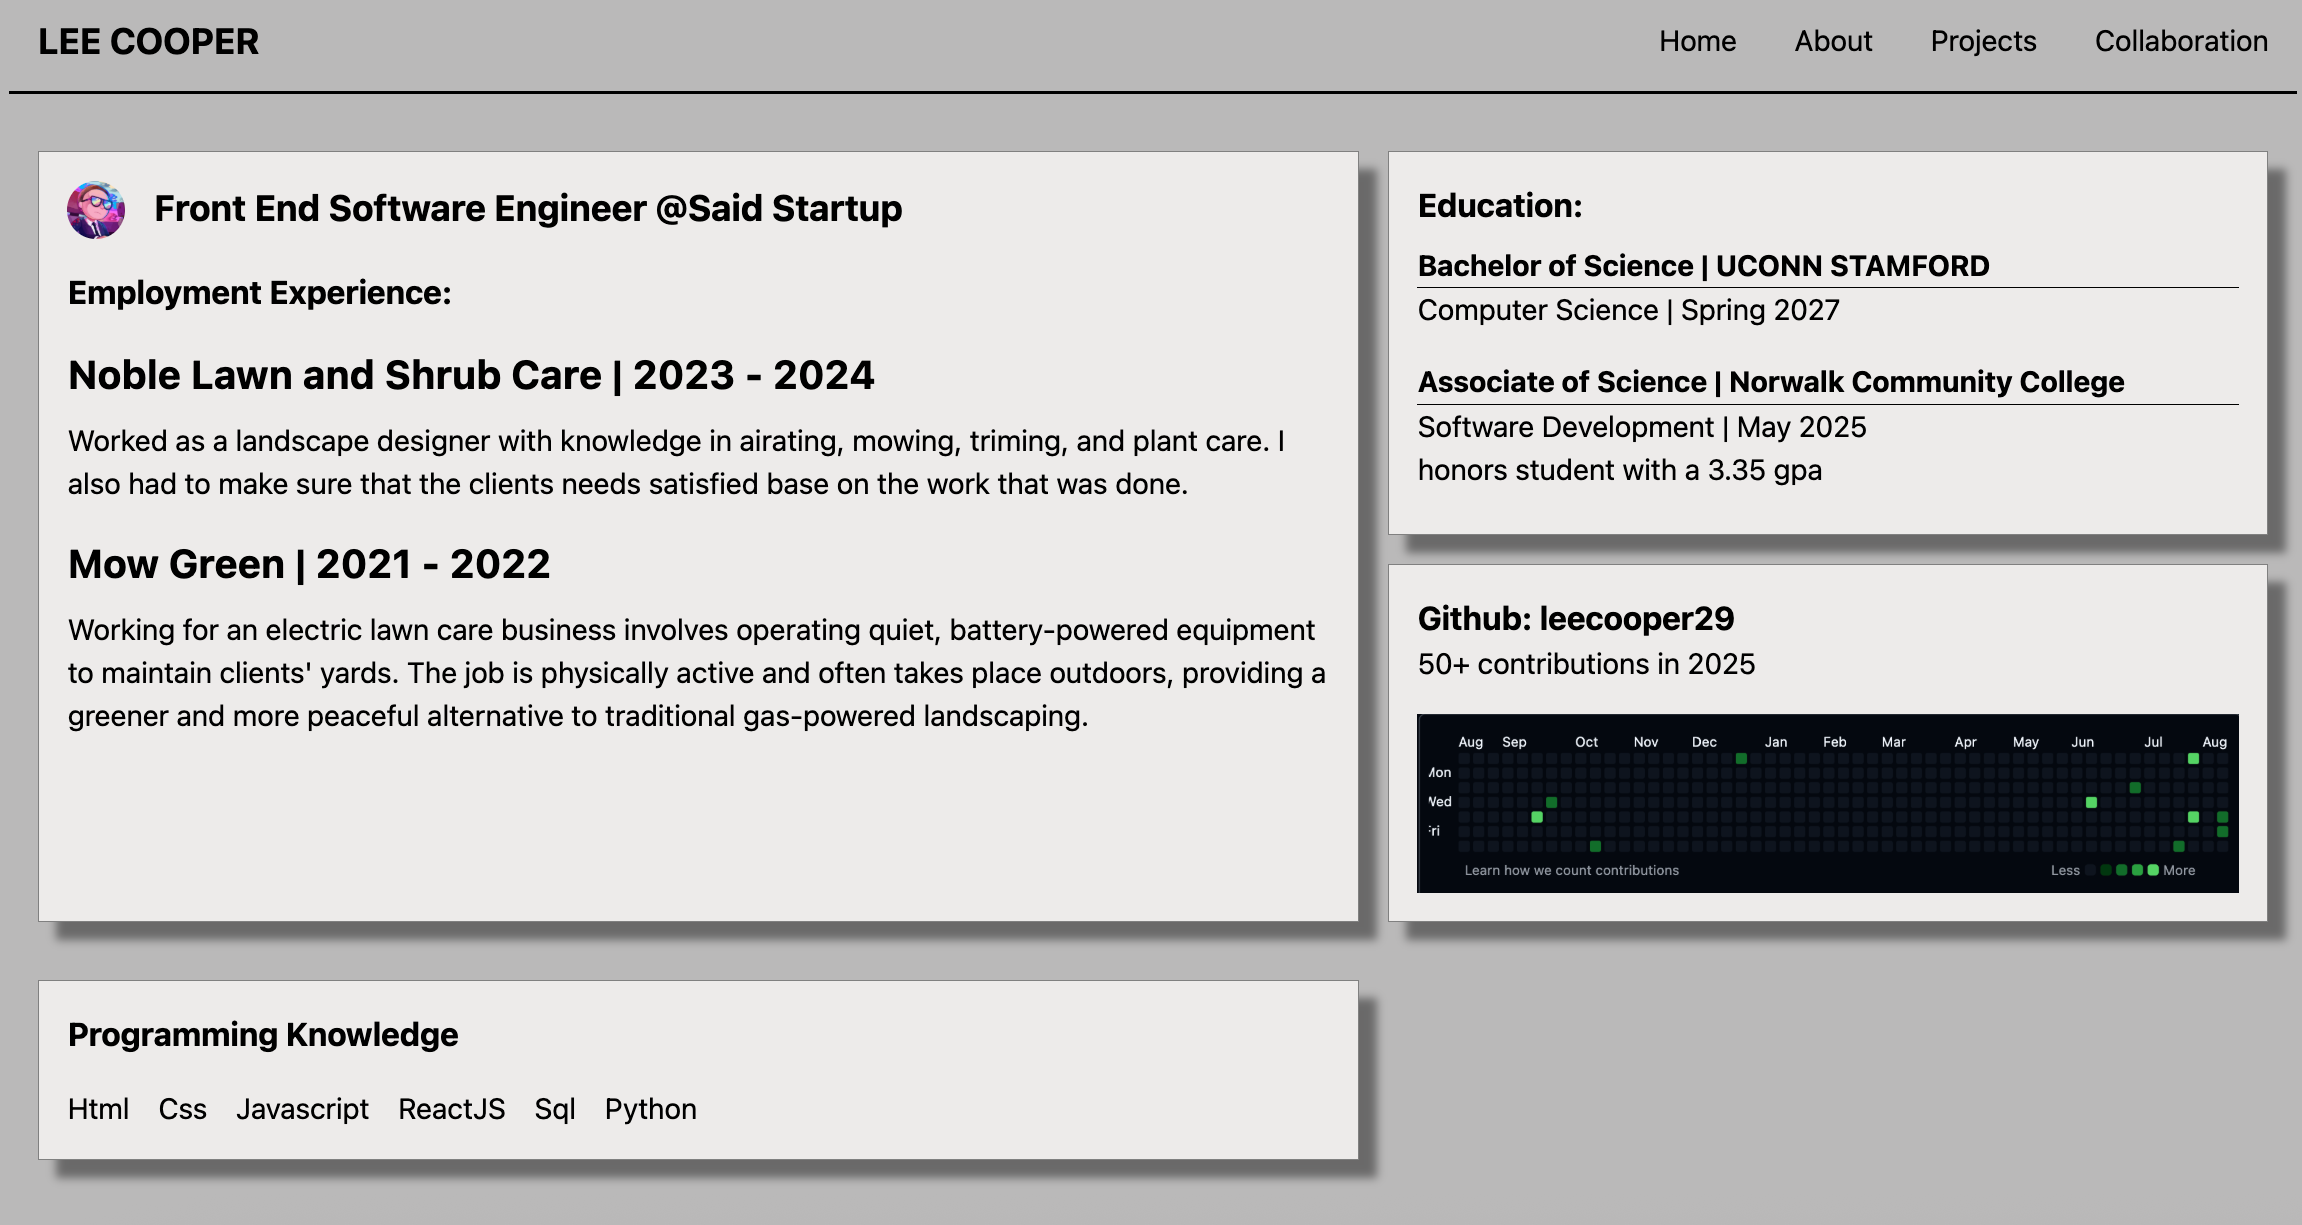 LEE COOPER
Home About Projects Collaboration
Front End Software Engineer @Said Startup
Employment Experience:
Noble Lawn and Shrub Care | 2023 - 2024
Worked as a landscape designer with knowledge in airating, mowing, triming, and plant care. I
also had to make sure that the clients needs satisfied base on the work that was done.
Mow Green | 2021 - 2022
Working for an electric lawn care business involves operating quiet, battery-powered equipment
to maintain clients' yards. The job is physically active and often takes place outdoors, providing a
greener and more peaceful alternative to traditional gas-powered landscaping.
Education:
Bachelor of Science | UCONN STAMFORD
Computer Science | Spring 2027
Associate of Science | Norwalk Community College
Software Development | May 2025
honors student with a 3.35 gpa
Github: leecooper29
50+ contributions in 2025
Aug Sep Oct Nov Dec Jan Feb Mar Apr May Jun Jul Aug
Mon
Wed
Fri
Learn how we count contributions
Less More
Programming Knowledge
Html Css Javascript ReactJS Sql Python